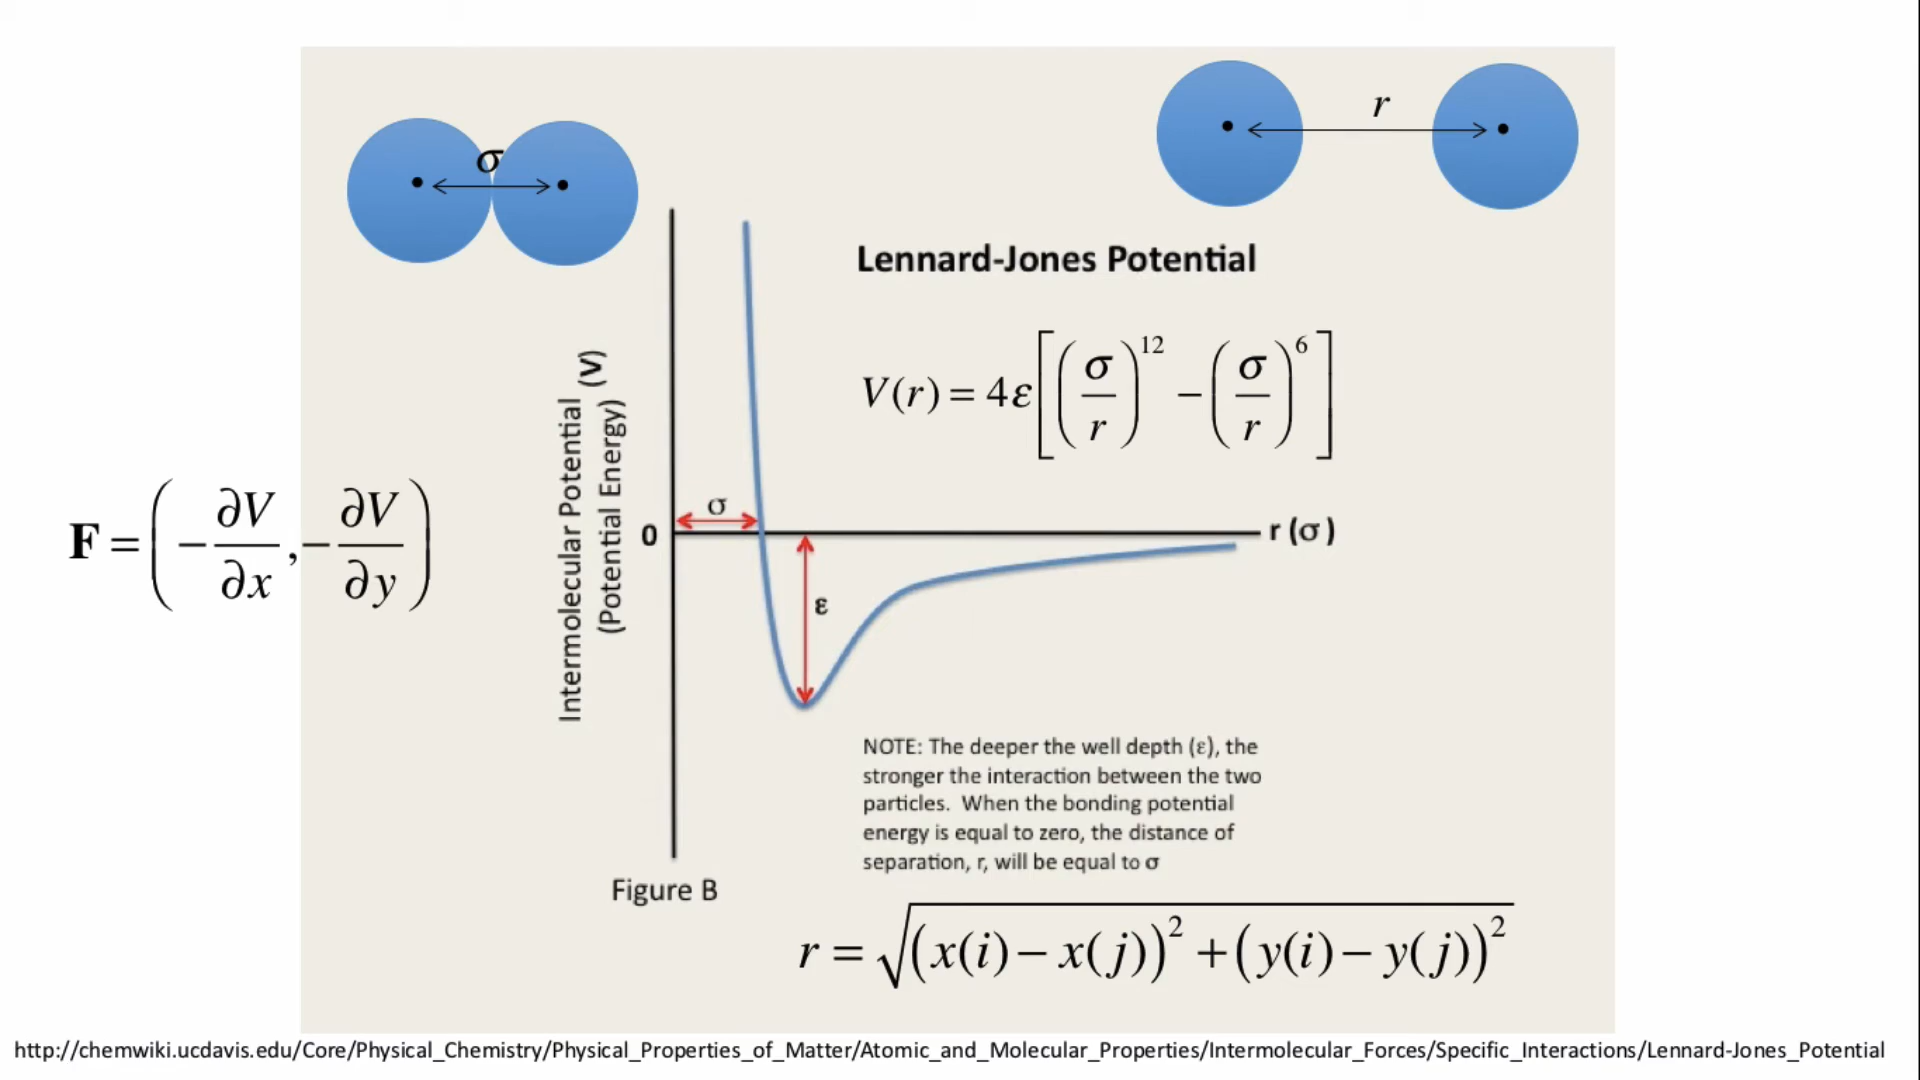 σ
r
Lennard-Jones Potential
V(r) = 4ε[(σ/r)^12 − (σ/r)^6]
Intermolecular Potential (V)
(Potential Energy)
σ
0
r (σ)
ε
F = (−∂V/∂x, −∂V/∂y)
NOTE: The deeper the well depth (ε), the
stronger the interaction between the two
particles. When the bonding potential
energy is equal to zero, the distance of
separation, r, will be equal to σ
Figure B
r = √((x(i) − x(j))^2 + (y(i) − y(j))^2)
http://chemwiki.ucdavis.edu/Core/Physical_Chemistry/Physical_Properties_of_Matter/Atomic_and_Molecular_Properties/Intermolecular_Forces/Specific_Interactions/Lennard-Jones_Potential